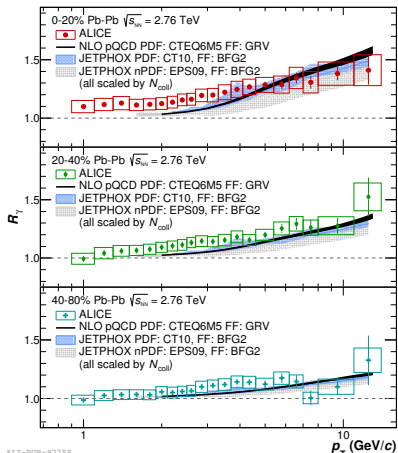 0-20% Pb-Pb √sNN = 2.76 TeV
ALICE
NLO pQCD PDF: CTEQ6M5 FF: GRV
JETPHOX PDF: CT10, FF: BFG2
JETPHOX nPDF: EPS09, FF: BFG2
(all scaled by Ncoll)
1.5
1.0
20-40% Pb-Pb √sNN = 2.76 TeV
ALICE
NLO pQCD PDF: CTEQ6M5 FF: GRV
JETPHOX PDF: CT10, FF: BFG2
JETPHOX nPDF: EPS09, FF: BFG2
(all scaled by Ncoll)
1.5
1.0
Rγ
40-80% Pb-Pb √sNN = 2.76 TeV
ALICE
NLO pQCD PDF: CTEQ6M5 FF: GRV
JETPHOX PDF: CT10, FF: BFG2
JETPHOX nPDF: EPS09, FF: BFG2
(all scaled by Ncoll)
1.5
1.0
1
10
pT (GeV/c)